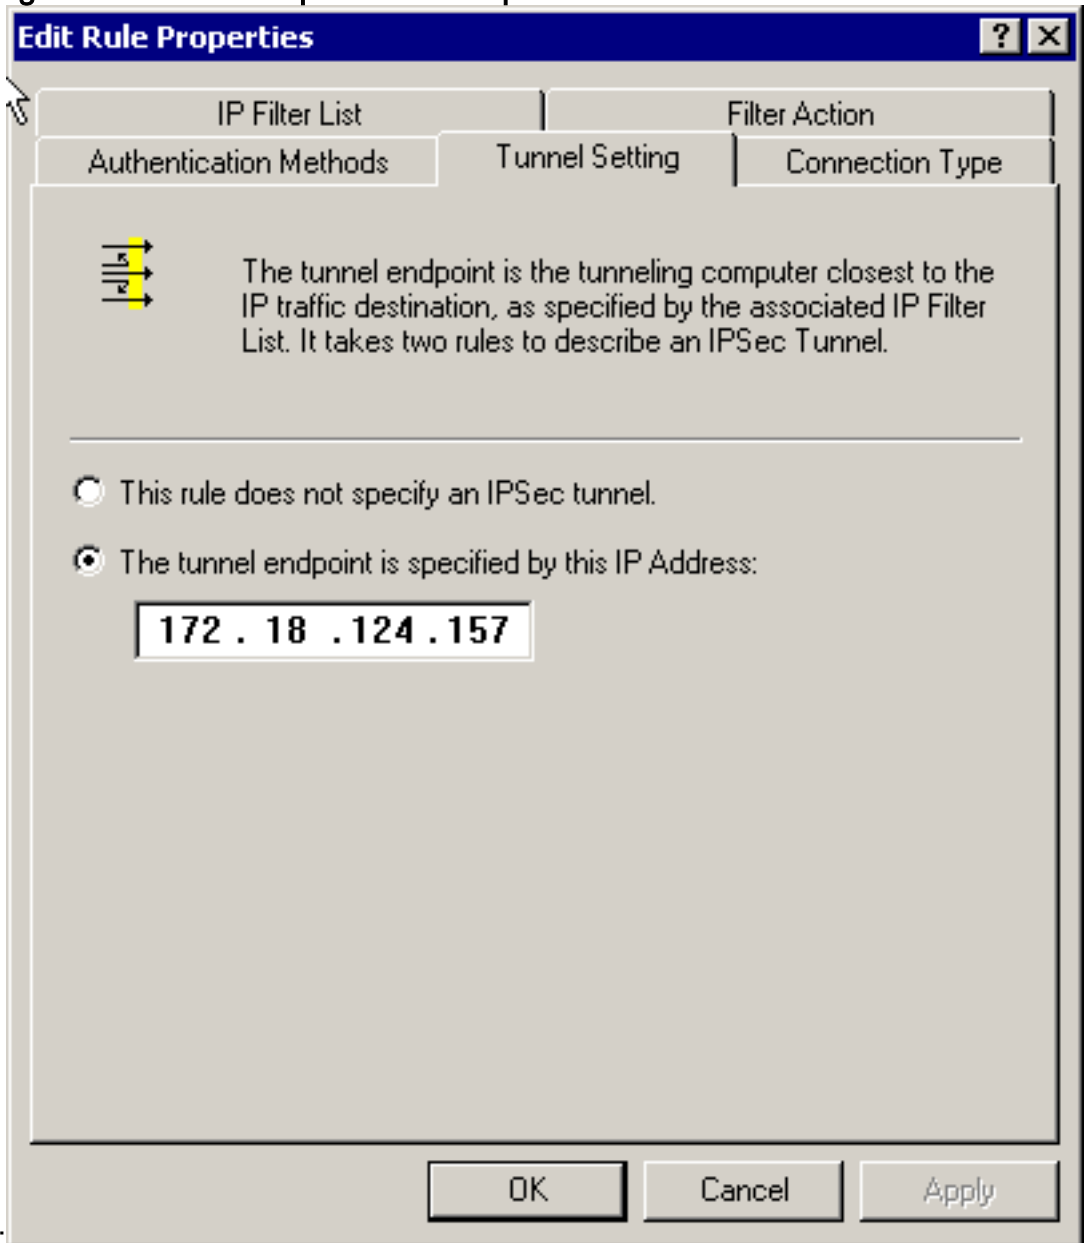 Edit Rule Properties
IP Filter List
Filter Action
Authentication Methods
Tunnel Setting
Connection Type
The tunnel endpoint is the tunneling computer closest to the
IP traffic destination, as specified by the associated IP Filter
List. It takes two rules to describe an IPSec Tunnel.
This rule does not specify an IPSec tunnel.
The tunnel endpoint is specified by this IP Address:
172 . 18 .124 .157
OK
Cancel
Apply